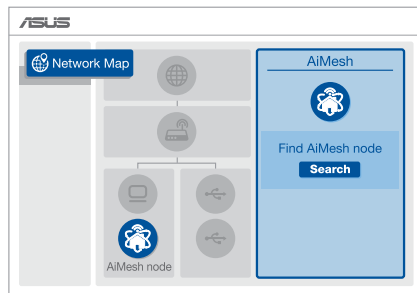 ASUS
Network Map
AiMesh
Find AiMesh node
Search
AiMesh node